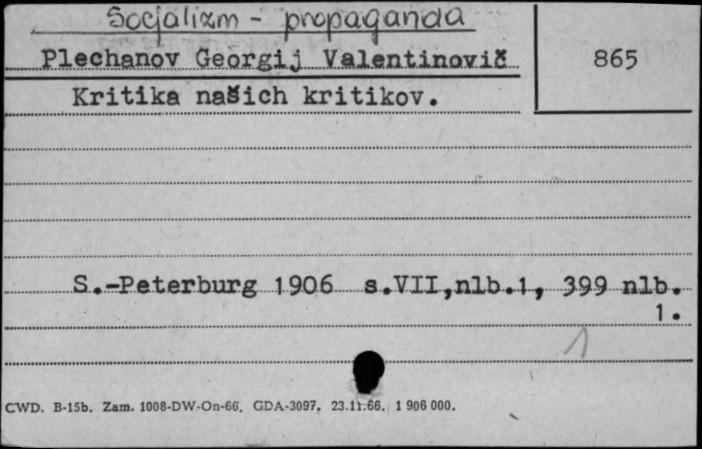 Socjalizm - propaganda
Plechanov Georgij Valentinovič
865
Kritika našich kritikov.
S.-Peterburg 1906 s.VII,nlb.1, 399 nlb.
1.
1
CWD. B-15b. Zam. 1008-DW-On-66. GDA-3097. 23.11.66. 1 906 000.